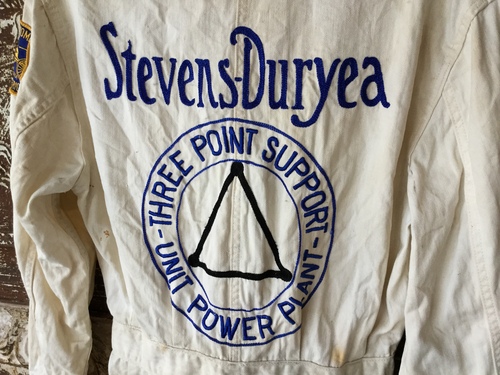 Stevens-Duryea
-THREE POINT SUPPORT-
UNIT POWER PLANT